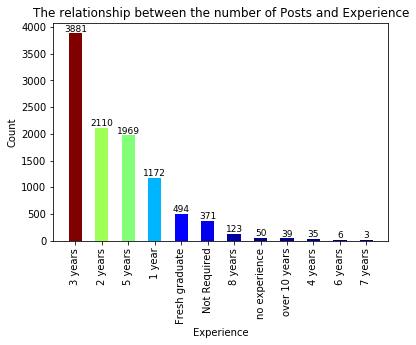 The relationship between the number of Posts and Experience
4000
3500
3000
2500
2000
1500
1000
500
0
Count
3881
2110
1969
1172
494
371
123
50
39
35
6
3
3 years
2 years
5 years
1 year
Fresh graduate
Not Required
8 years
no experience
over 10 years
4 years
6 years
7 years
Experience